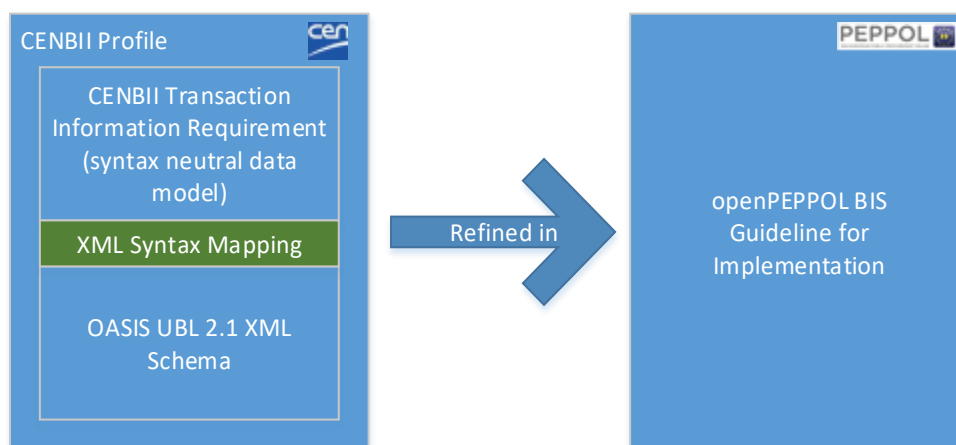 CENBII Profile
cen
CENBII Transaction
Information Requirement
(syntax neutral data
model)
XML Syntax Mapping
OASIS UBL 2.1 XML
Schema
Refined in
PEPPOL
openPEPPOL BIS
Guideline for
Implementation